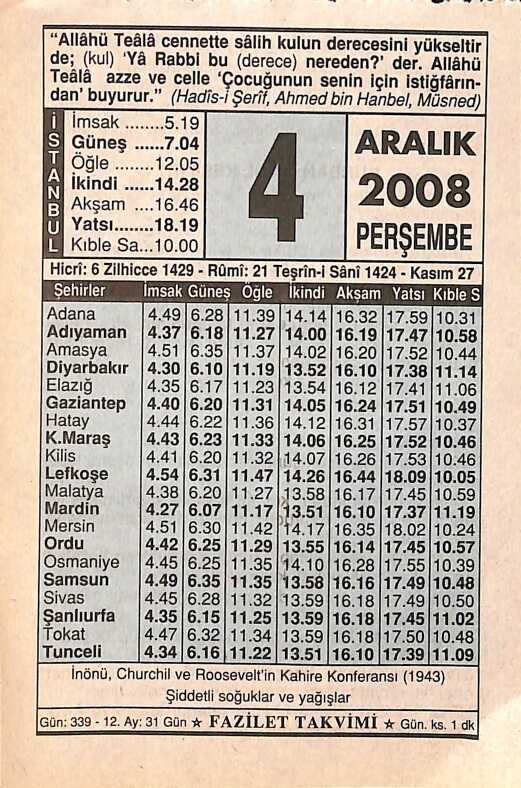 “Allâhü Teâlâ cennette sâlih kulun derecesini yükseltir
de; (kul) ‘Yâ Rabbi bu (derece) nereden?’ der. Allâhü
Teâlâ azze ve celle ‘Çocuğunun senin için istiğfârın-
dan’ buyurur.” (Hadîs-i Şerîf, Ahmed bin Hanbel, Müsned)
İSTANBUL
İmsak ........5.19
Güneş ......7.04
Öğle ........12.05
İkindi ......14.28
Akşam ....16.46
Yatsı........18.19
Kıble Sa...10.00
4
ARALIK
2008
PERŞEMBE
Hicrî: 6 Zilhicce 1429 - Rûmî: 21 Teşrîn-i Sânî 1424 - Kasım 27
Şehirler İmsak Güneş Öğle İkindi Akşam Yatsı Kıble S
Adana 4.49 6.28 11.39 14.14 16.32 17.59 10.31
Adıyaman 4.37 6.18 11.27 14.00 16.19 17.47 10.58
Amasya 4.51 6.35 11.37 14.02 16.20 17.52 10.44
Diyarbakır 4.30 6.10 11.19 13.52 16.10 17.38 11.14
Elazığ 4.35 6.17 11.23 13.54 16.12 17.41 11.06
Gaziantep 4.40 6.20 11.31 14.05 16.24 17.51 10.49
Hatay 4.44 6.22 11.36 14.12 16.31 17.57 10.37
K.Maraş 4.43 6.23 11.33 14.06 16.25 17.52 10.46
Kilis 4.41 6.20 11.32 14.07 16.26 17.53 10.46
Lefkoşe 4.54 6.31 11.47 14.26 16.44 18.09 10.05
Malatya 4.38 6.20 11.27 13.58 16.17 17.45 10.59
Mardin 4.27 6.07 11.17 13.51 16.10 17.37 11.19
Mersin 4.51 6.30 11.42 14.17 16.35 18.02 10.24
Ordu 4.42 6.25 11.29 13.55 16.14 17.45 10.57
Osmaniye 4.45 6.25 11.35 14.10 16.28 17.55 10.39
Samsun 4.49 6.35 11.35 13.58 16.16 17.49 10.48
Sivas 4.45 6.28 11.32 13.59 16.18 17.49 10.50
Şanlıurfa 4.35 6.15 11.25 13.59 16.18 17.45 11.02
Tokat 4.47 6.32 11.34 13.59 16.18 17.50 10.48
Tunceli 4.34 6.16 11.22 13.51 16.10 17.39 11.09
İnönü, Churchil ve Roosevelt'in Kahire Konferansı (1943)
Şiddetli soğuklar ve yağışlar
Gün: 339 - 12. Ay: 31 Gün ★ FAZİLET TAKVİMİ ★ Gün. ks. 1 dk